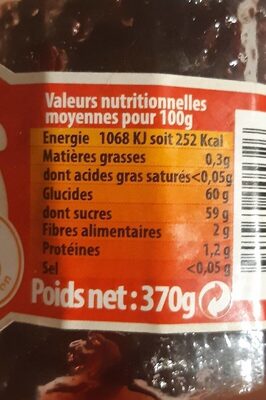 Valeurs nutritionnelles
moyennes pour 100g
Energie 1068 KJ soit 252 Kcal
Matières grasses 0,3g
dont acides gras saturés<0,05g
Glucides 60 g
dont sucres 59 g
Fibres alimentaires 2 g
Protéines 1,2 g
Sel <0,05 g
Poids net : 370g